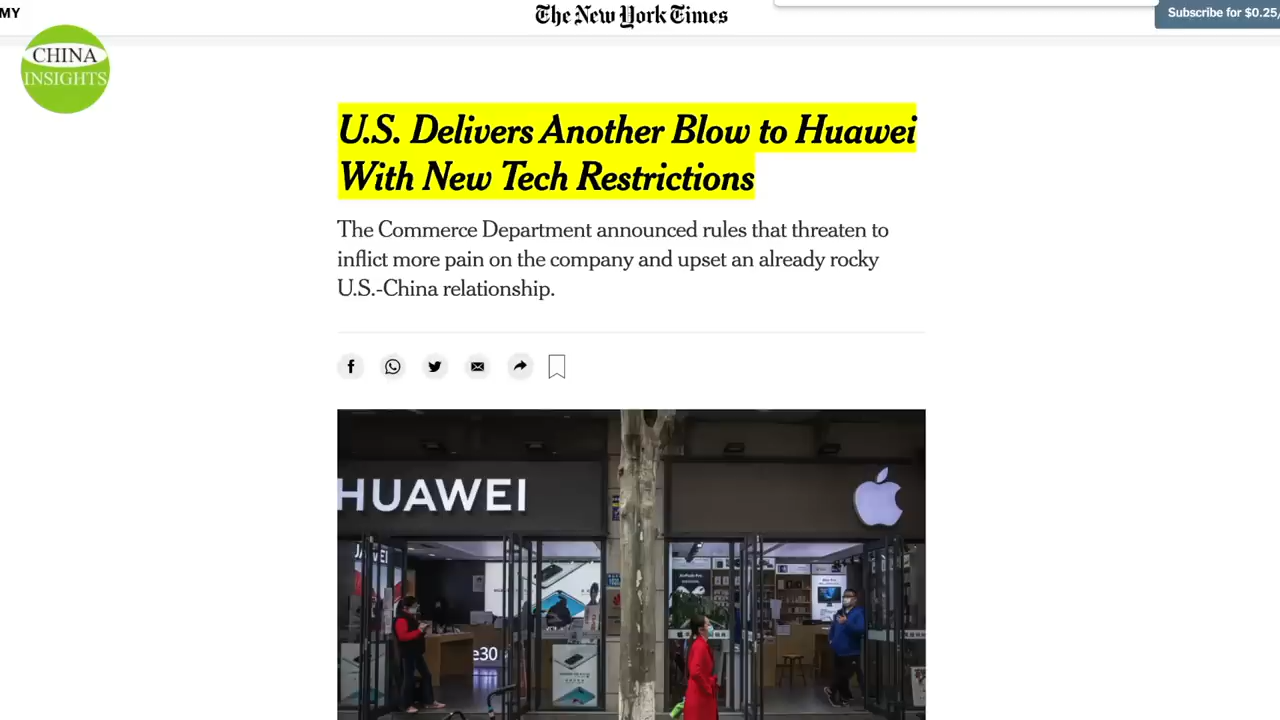 MY
The New York Times
Subscribe for $0.25/
CHINA
INSIGHTS
U.S. Delivers Another Blow to Huawei
With New Tech Restrictions
The Commerce Department announced rules that threaten to
inflict more pain on the company and upset an already rocky
U.S.-China relationship.
HUAWEI
e30